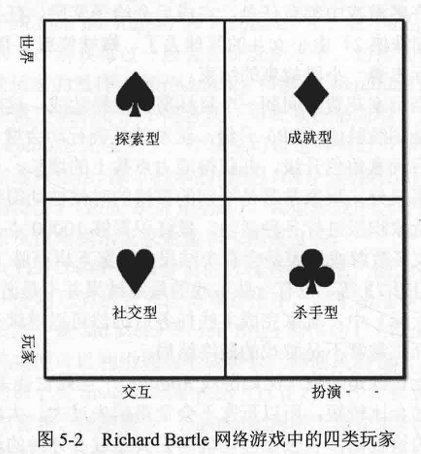 世界
探索型
成就型
玩家
社交型
杀手型
交互
扮演
图 5-2 Richard Bartle 网络游戏中的四类玩家